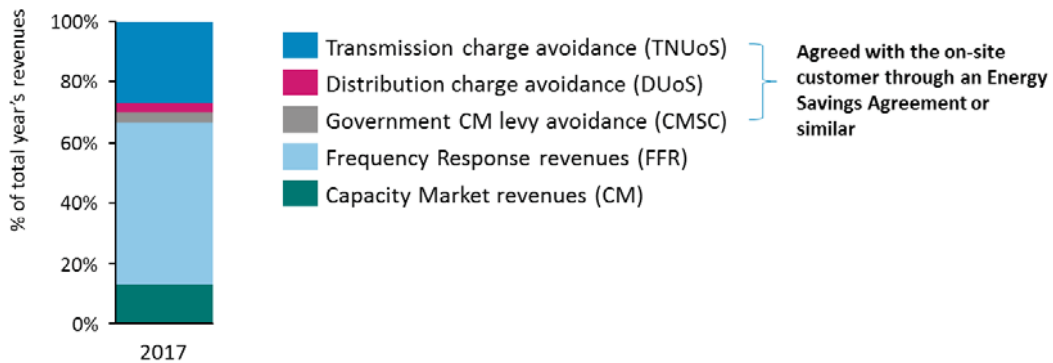 % of total year's revenues
100%
80%
60%
40%
20%
0%
2017
Transmission charge avoidance (TNUoS)
Distribution charge avoidance (DUoS)
Government CM levy avoidance (CMSC)
Frequency Response revenues (FFR)
Capacity Market revenues (CM)
Agreed with the on-site
customer through an Energy
Savings Agreement or
similar